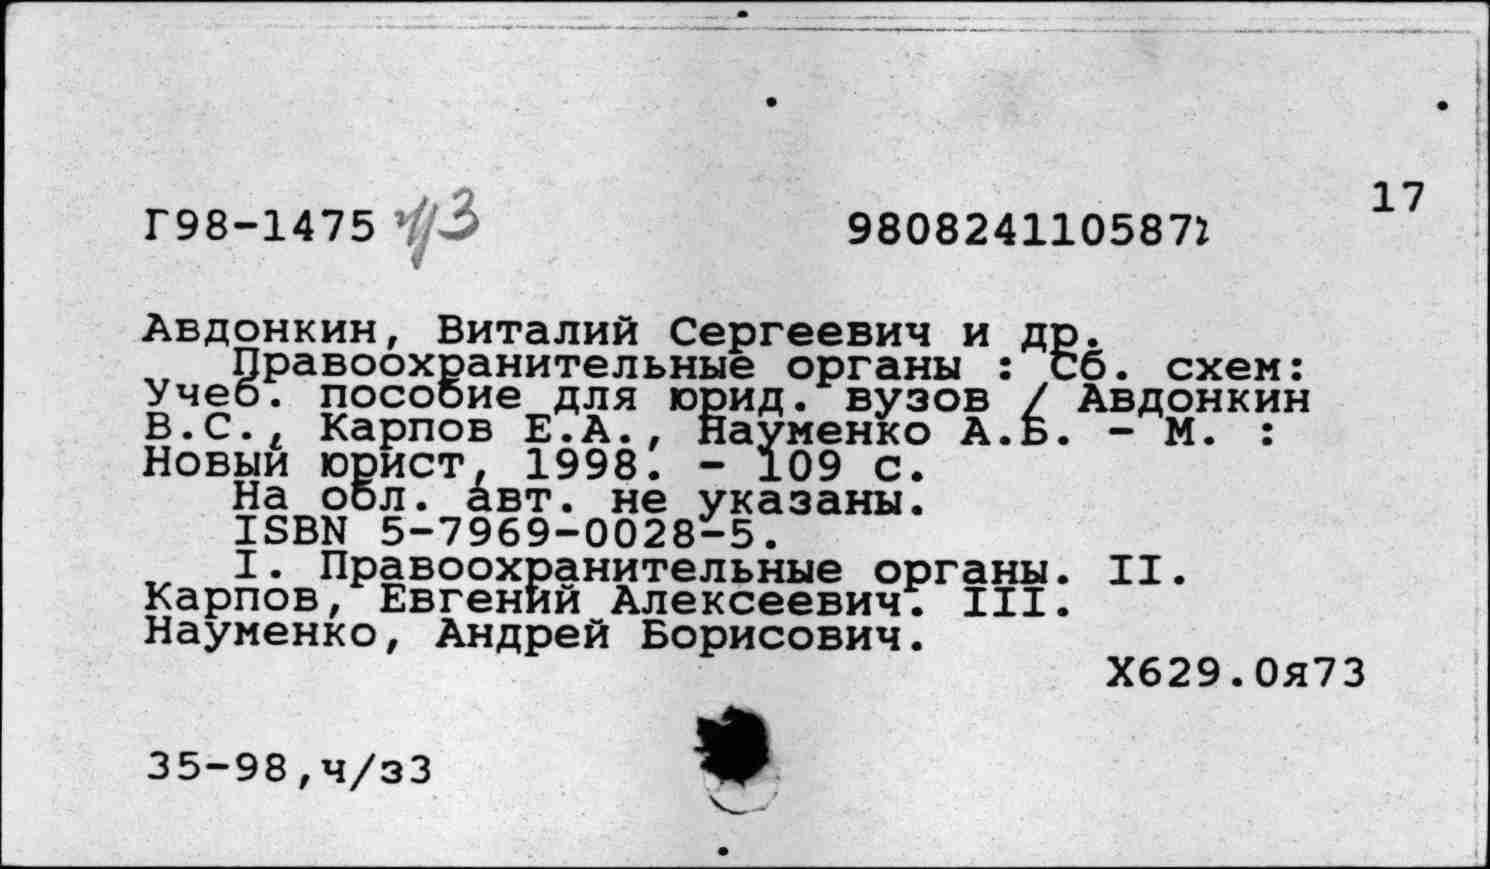 17
Г98-1475 ч/3 9808241105872
Авдонкин, Виталий Сергеевич и др.
Правоохранительные органы : Сб. схем:
Учеб. пособие для юрид. вузов / Авдонкин
В.С., Карпов Е.А., Науменко А.Б. - М. :
Новый юрист, 1998. - 109 с.
На обл. авт. не указаны.
ISBN 5-7969-0028-5.
I. Правоохранительные органы. II.
Карпов, Евгений Алексеевич. III.
Науменко, Андрей Борисович.
Х629.0я73
35-98,ч/з3